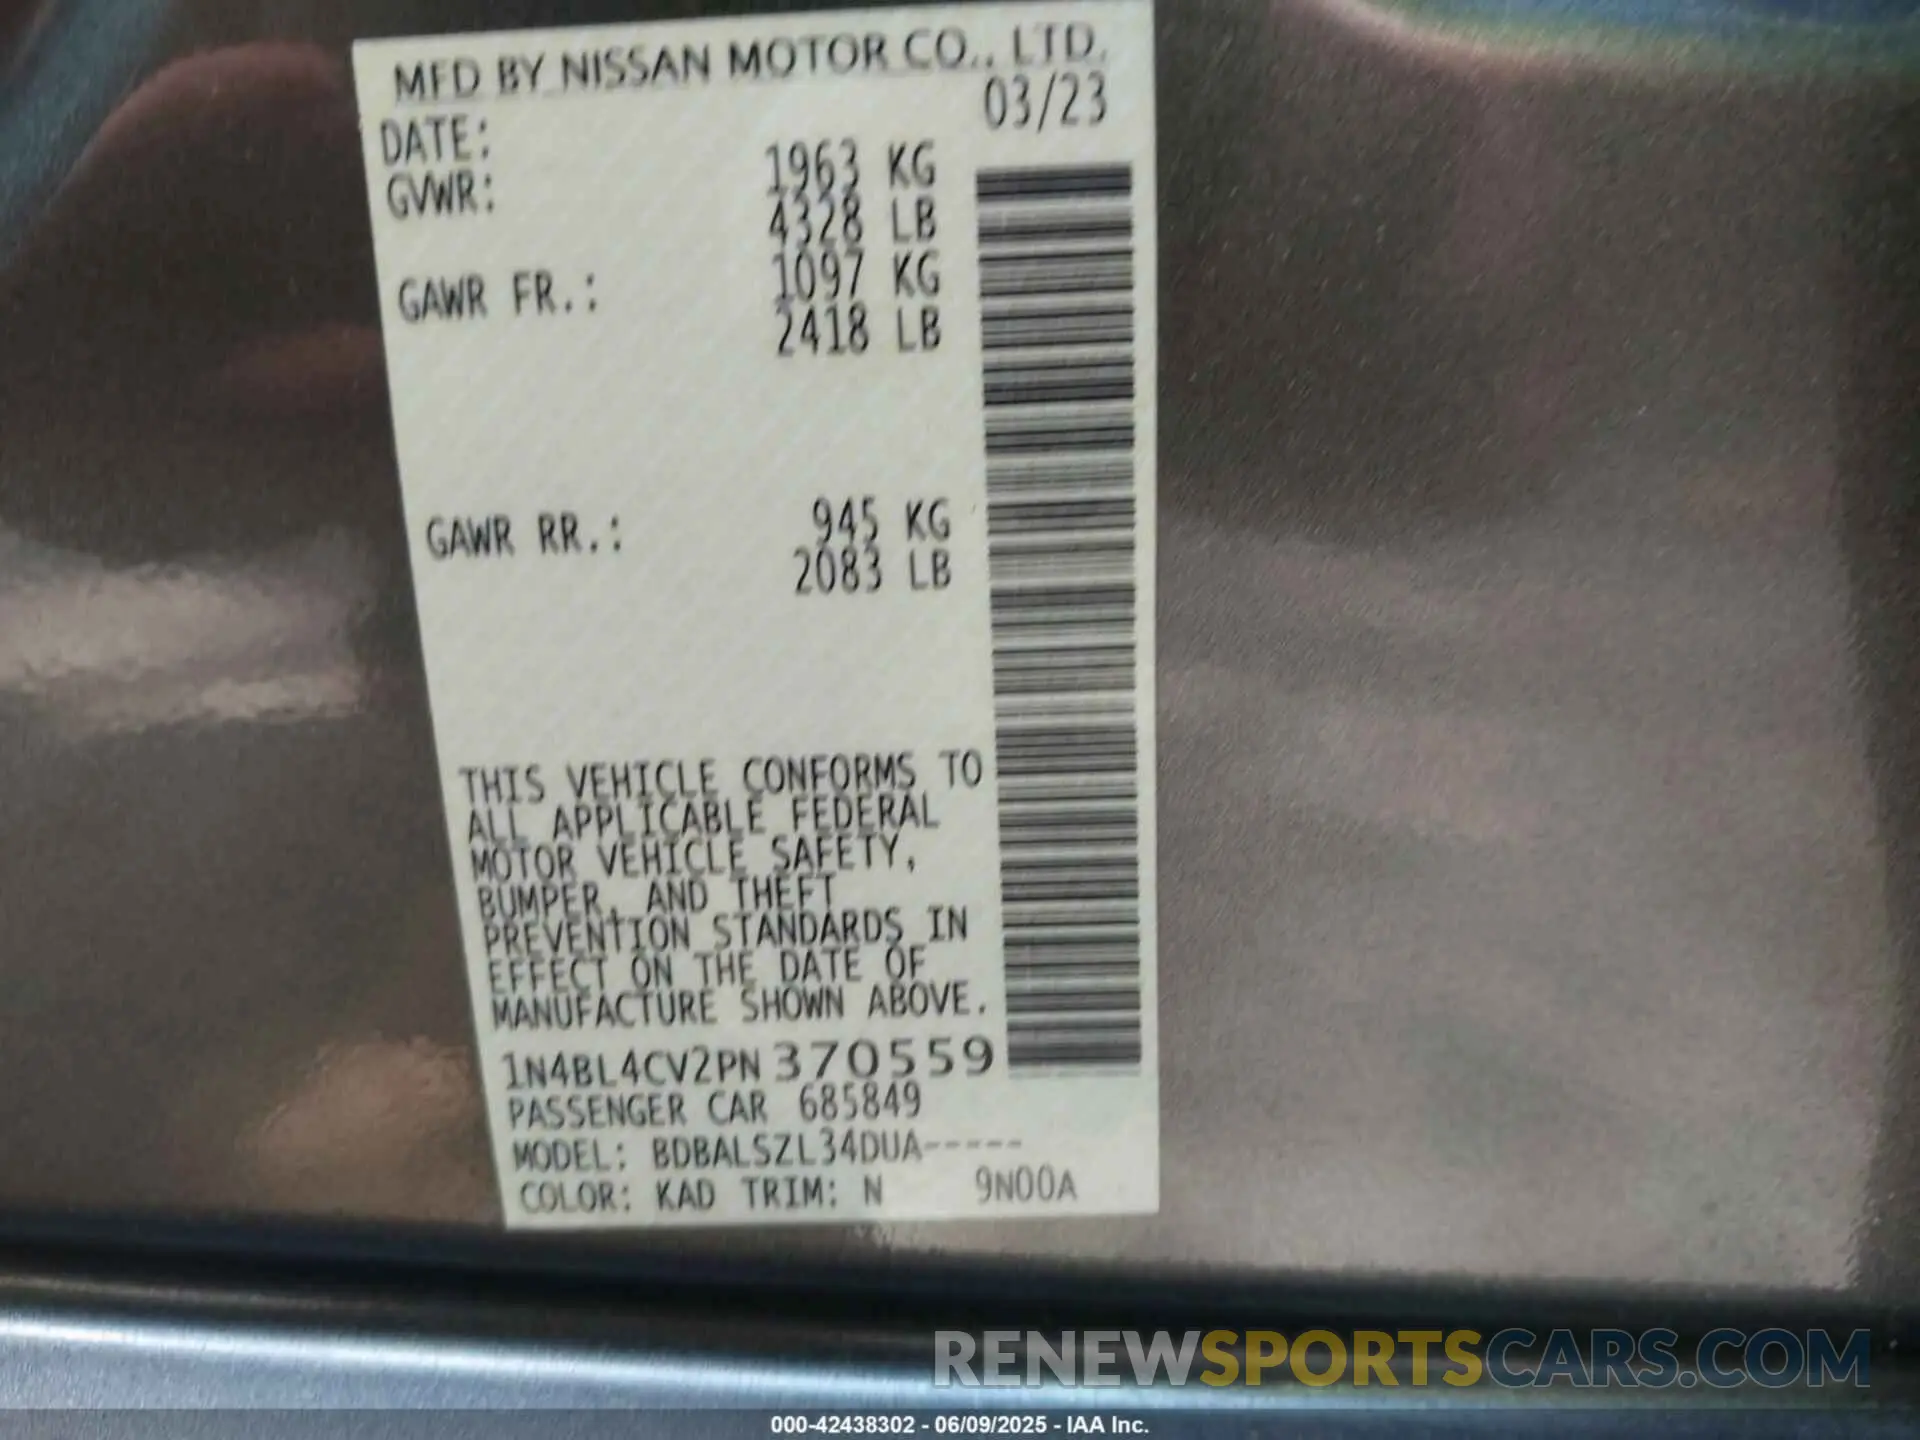 MFD BY NISSAN MOTOR CO., LTD.
DATE: 03/23
GVWR: 1963 KG
4328 LB
GAWR FR.: 1097 KG
2418 LB
GAWR RR.: 945 KG
2083 LB
THIS VEHICLE CONFORMS TO
ALL APPLICABLE FEDERAL
MOTOR VEHICLE SAFETY,
BUMPER, AND THEFT
PREVENTION STANDARDS IN
EFFECT ON THE DATE OF
MANUFACTURE SHOWN ABOVE.
1N4BL4CV2PN370559
PASSENGER CAR 685849
MODEL: BDBALSZL34DUA-----
COLOR: KAD TRIM: N 9N00A
RENEWSPORTSCARS.COM
000-42438302 - 06/09/2025 - IAA Inc.